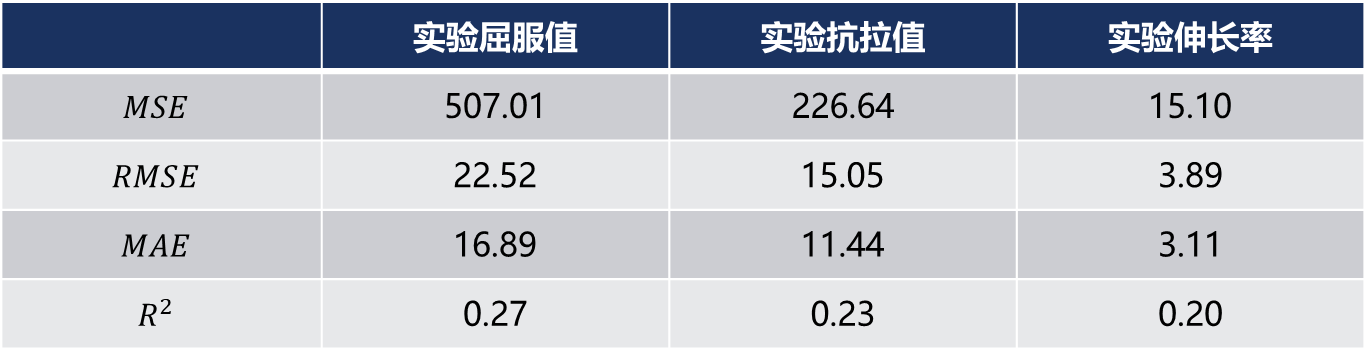 实验屈服值 实验抗拉值 实验伸长率
MSE 507.01 226.64 15.10
RMSE 22.52 15.05 3.89
MAE 16.89 11.44 3.11
R² 0.27 0.23 0.20